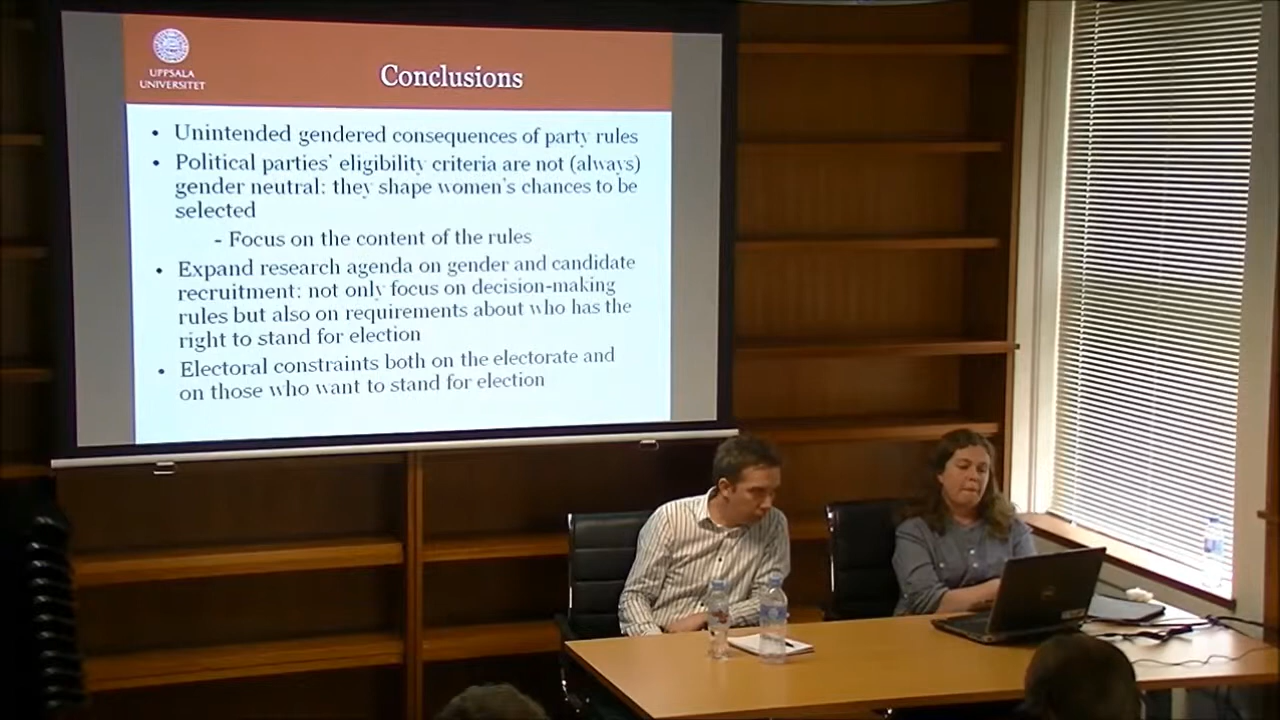 UPPSALA
UNIVERSITET
Conclusions
• Unintended gendered consequences of party rules
• Political parties' eligibility criteria are not (always)
gender neutral: they shape women's chances to be
selected
- Focus on the content of the rules
• Expand research agenda on gender and candidate
recruitment: not only focus on decision-making
rules but also on requirements about who has the
right to stand for election
• Electoral constraints both on the electorate and
on those who want to stand for election